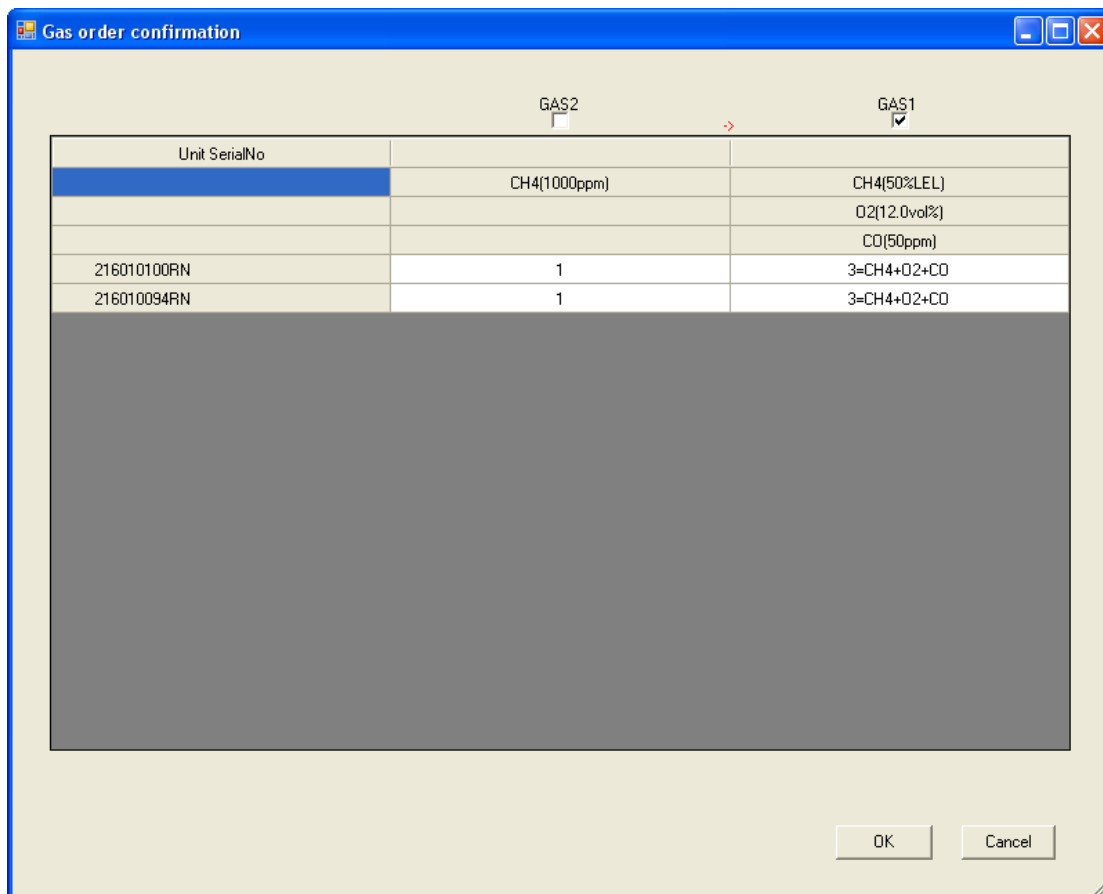 Gas order confirmation
GAS2 -> GAS1
Unit SerialNo
CH4(1000ppm) CH4(50%LEL)
O2(12.0vol%)
CO(50ppm)
216010100RN 1 3=CH4+O2+CO
216010094RN 1 3=CH4+O2+CO
OK Cancel